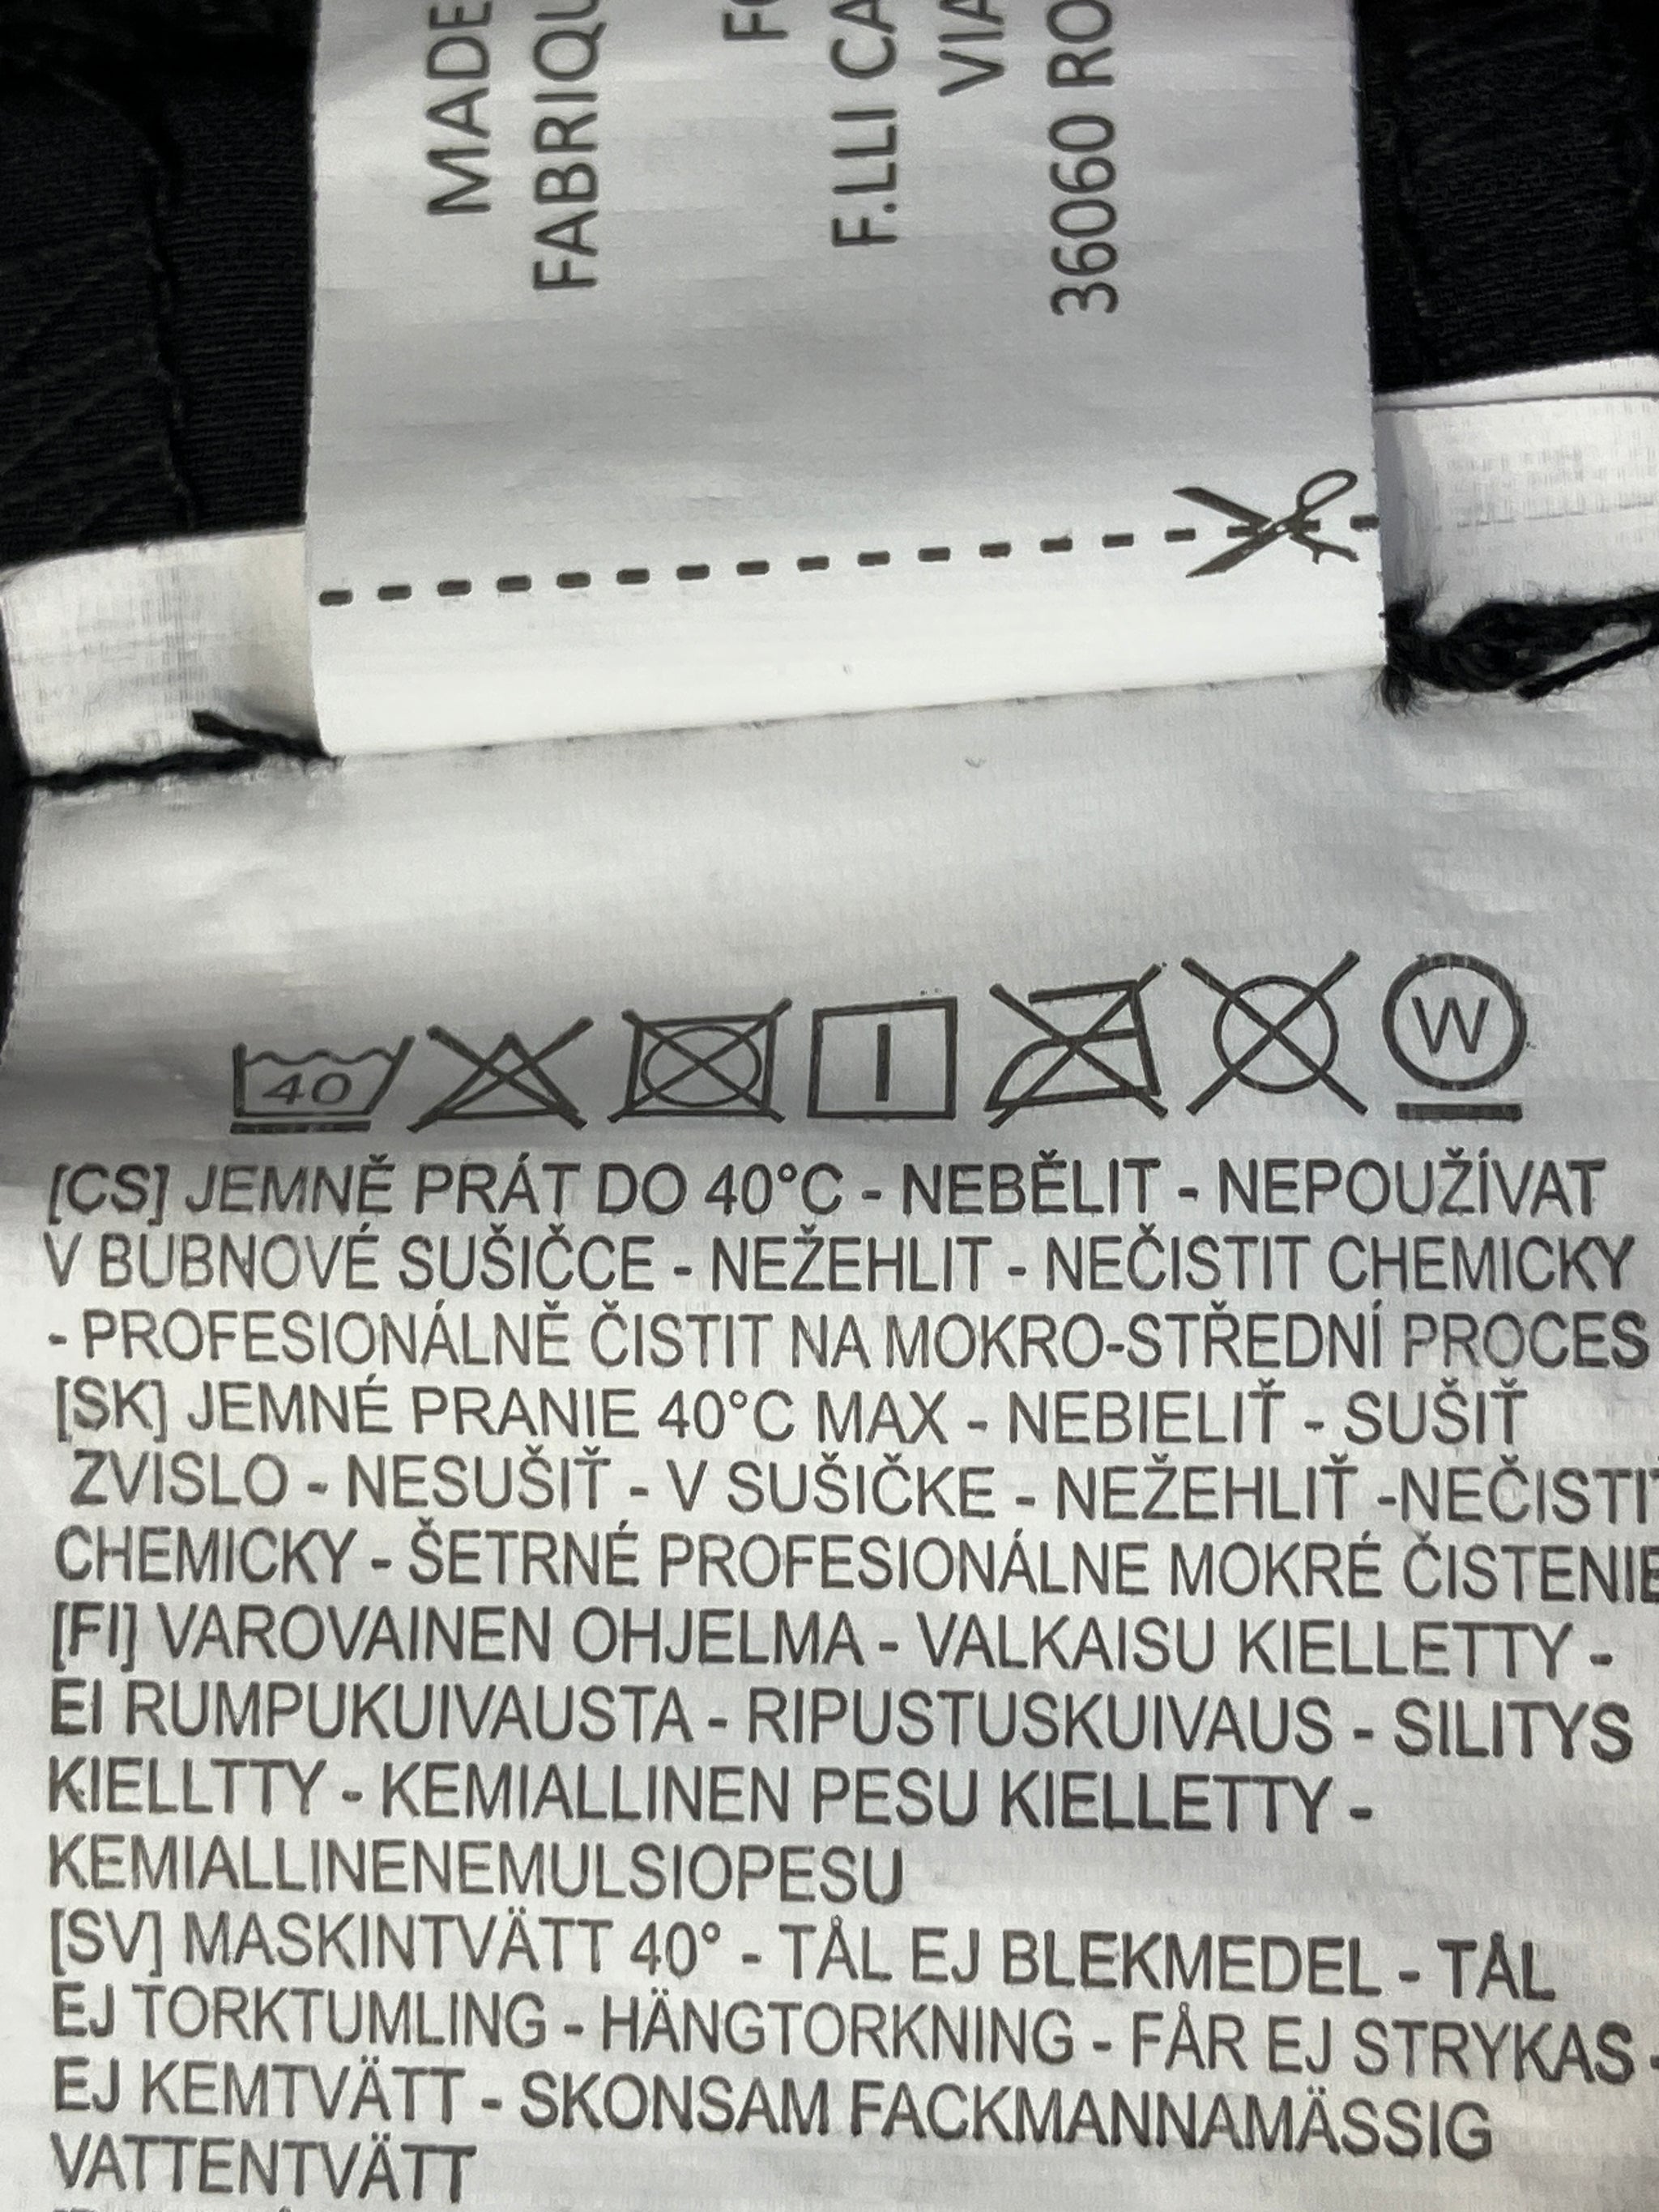 MADE
FABRIQU
F.LLI CA
VIA
36060 RO
40
W
[CS] JEMNĚ PRÁT DO 40°C - NEBĚLIT - NEPOUŽÍVAT
V BUBNOVÉ SUŠIČCE - NEŽEHLIT - NEČISTIT CHEMICKY
- PROFESIONÁLNĚ ČISTIT NA MOKRO-STŘEDNÍ PROCES
[SK] JEMNÉ PRANIE 40°C MAX - NEBIELIŤ - SUŠIŤ
ZVISLO - NESUŠIŤ - V SUŠIČKE - NEŽEHLIŤ -NEČISTIT
CHEMICKY - ŠETRNÉ PROFESIONÁLNE MOKRÉ ČISTENIE
[FI] VAROVAINEN OHJELMA - VALKAISU KIELLETTY -
EI RUMPUKUIVAUSTA - RIPUSTUSKUIVAUS - SILITYS
KIELLTTY - KEMIALLINEN PESU KIELLETTY -
KEMIALLINENEMULSIOPESU
[SV] MASKINTVÄTT 40° - TÅL EJ BLEKMEDEL - TÅL
EJ TORKTUMLING - HÄNGTORKNING - FÅR EJ STRYKAS -
EJ KEMTVÄTT - SKONSAM FACKMANNAMÄSSIG
VATTENTVÄTT